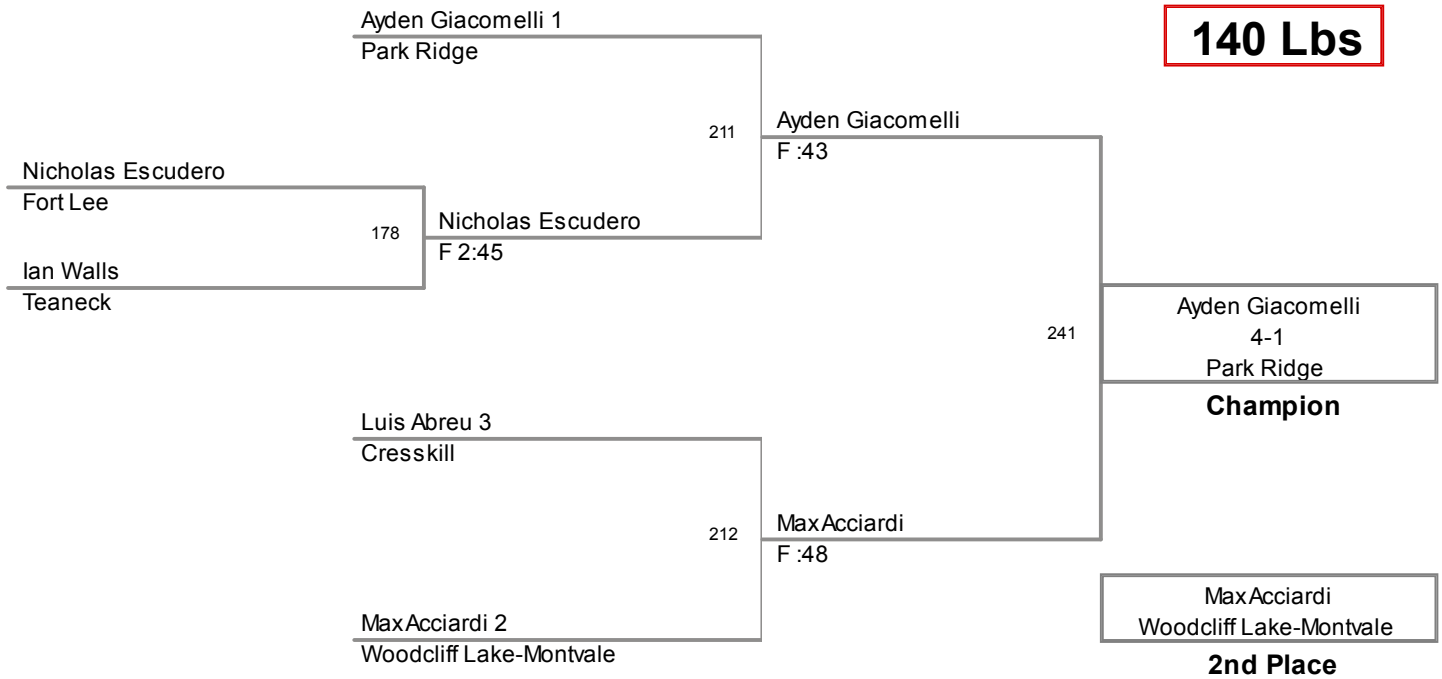 Ayden Giacomelli 1
Park Ridge
140 Lbs
211
Ayden Giacomelli
F :43
Nicholas Escudero
Fort Lee
178
Nicholas Escudero
F 2:45
Ian Walls
Teaneck
241
Ayden Giacomelli
4-1
Park Ridge
Champion
Luis Abreu 3
Cresskill
212
Max Acciardi
F :48
Max Acciardi 2
Woodcliff Lake-Montvale
Max Acciardi
Woodcliff Lake-Montvale
2nd Place